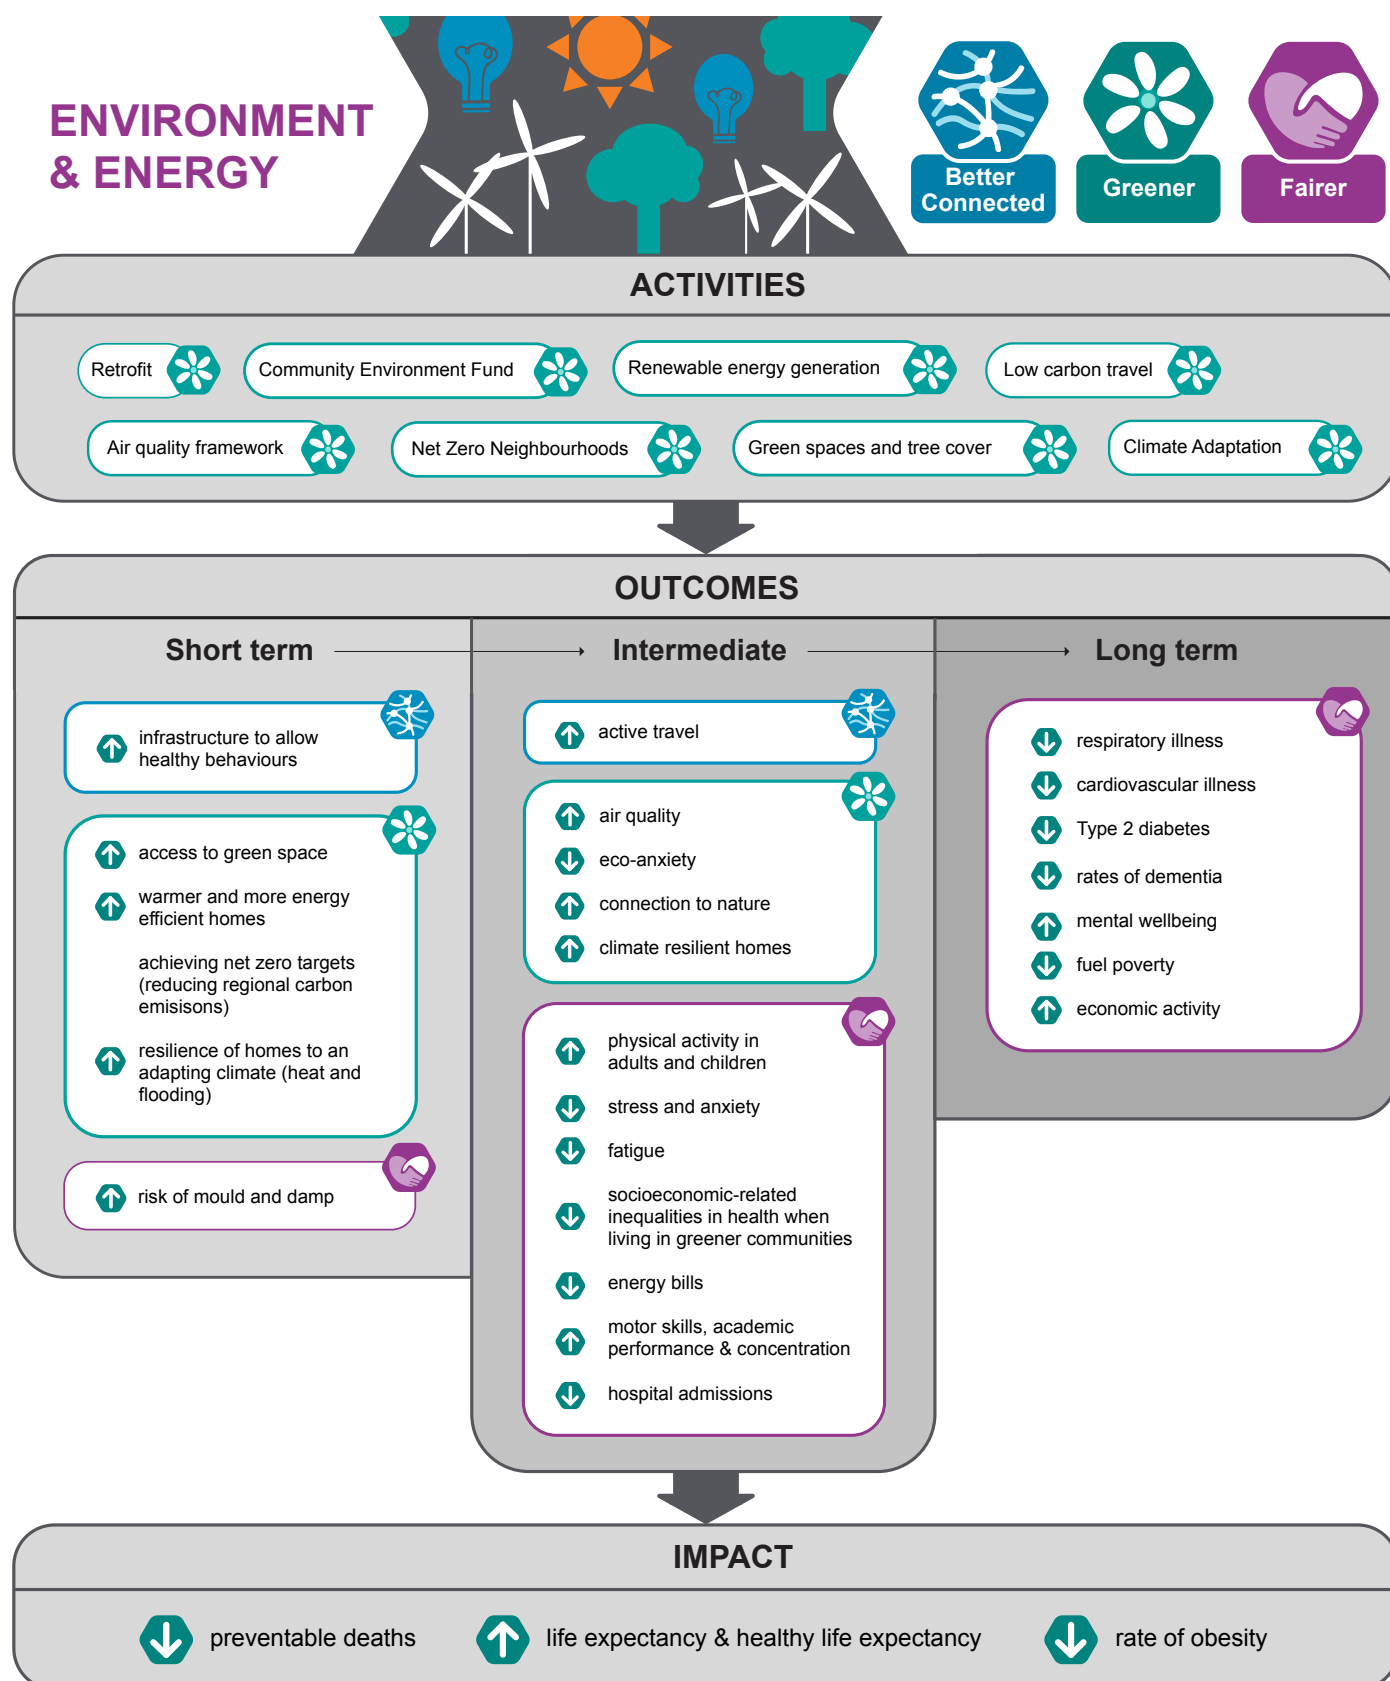 ENVIRONMENT
& ENERGY
Better
Connected
Greener
Fairer
ACTIVITIES
Retrofit
Community Environment Fund
Renewable energy generation
Low carbon travel
Air quality framework
Net Zero Neighbourhoods
Green spaces and tree cover
Climate Adaptation
OUTCOMES
Short term
infrastructure to allow
healthy behaviours
access to green space
warmer and more energy
efficient homes
achieving net zero targets
(reducing regional carbon
emisisons)
resilience of homes to an
adapting climate (heat and
flooding)
risk of mould and damp
Intermediate
active travel
air quality
eco-anxiety
connection to nature
climate resilient homes
physical activity in
adults and children
stress and anxiety
fatigue
socioeconomic-related
inequalities in health when
living in greener communities
energy bills
motor skills, academic
performance & concentration
hospital admissions
Long term
respiratory illness
cardiovascular illness
Type 2 diabetes
rates of dementia
mental wellbeing
fuel poverty
economic activity
IMPACT
preventable deaths
life expectancy & healthy life expectancy
rate of obesity